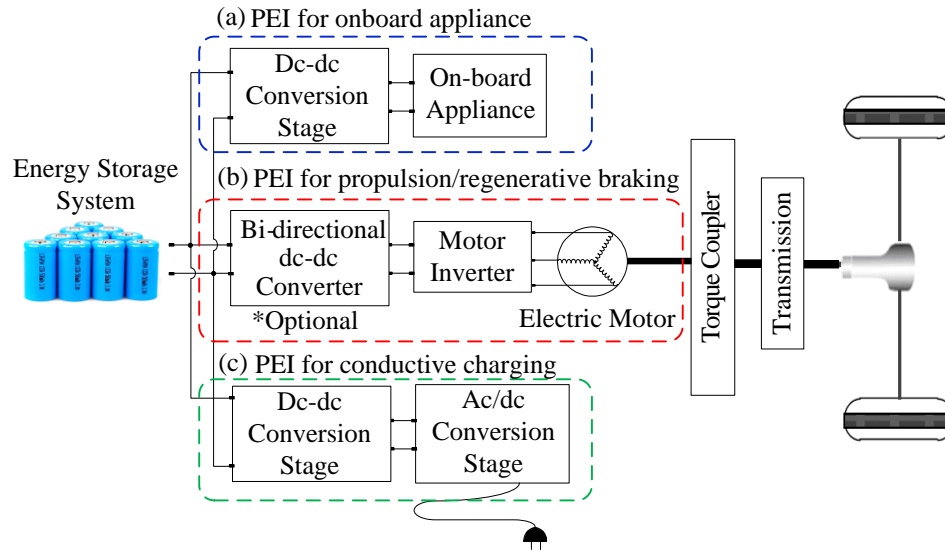 (a) PEI for onboard appliance
Dc-dc
Conversion
Stage
On-board
Appliance
Energy Storage
System
(b) PEI for propulsion/regenerative braking
Bi-directional
dc-dc
Converter
*Optional
Motor
Inverter
Electric Motor
Torque Coupler
Transmission
(c) PEI for conductive charging
Dc-dc
Conversion
Stage
Ac/dc
Conversion
Stage